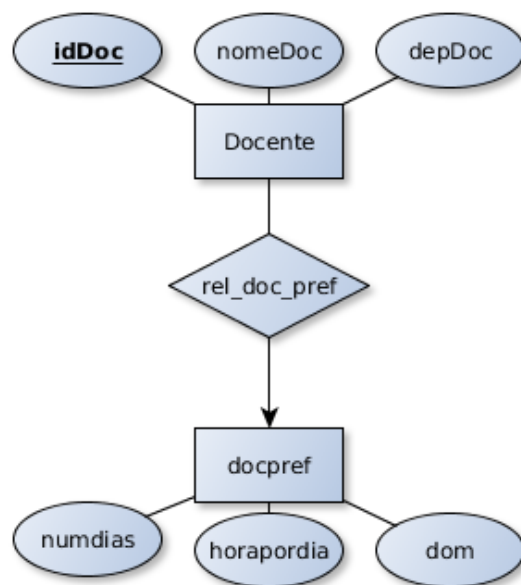 idDoc
nomeDoc
depDoc
Docente
rel_doc_pref
docpref
numdias
horapordia
dom